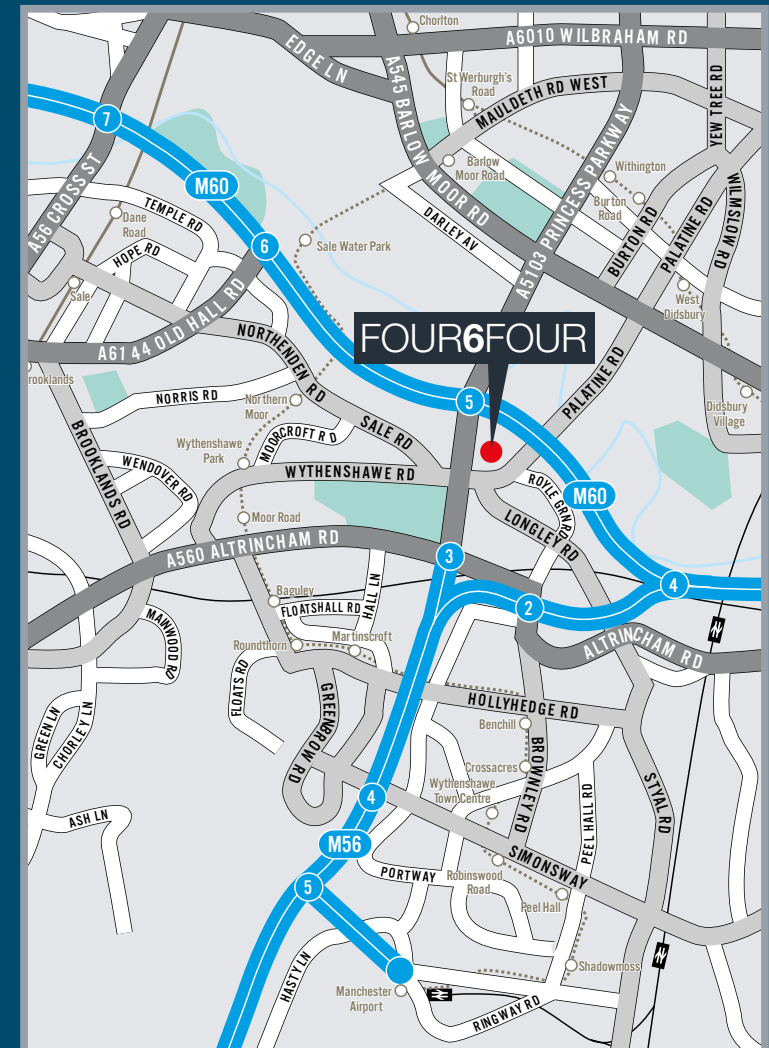 Chorlton
A6010 WILBRAHAM RD
EDGE LN
A545 BARLOW MOOR RD
St Werburgh's
Road
MAULDETH RD WEST
YEW TREE RD
7
M60
A56 CROSS ST
Barlow
Moor Road
Withington
Burton
Road
A5103 PRINCESS PARKWAY
WILMSLOW RD
TEMPLE RD
Dane
Road
DARLEY AV
BURTON RD
PALATINE RD
6
Sale Water Park
HOPE RD
Sale
West
Didsbury
A61 44 OLD HALL RD
NORTHENDEN RD
FOUR6FOUR
rooklands
PALATINE RD
NORRIS RD
Northern
Moor
5
Didsbury
Village
BROOKLANDS RD
SALE RD
MOORCROFT R D
Wythenshawe
Park
WENDOVER RD
WYTHENSHAWE RD
ROYLE GRN RD
M60
Moor Road
LONGLEY RD
A560 ALTRINCHAM RD
3
HALL LN
4
Baguley
FLOATSHALL RD
2
MAINWOOD RD
Martinscroft
Roundthorn
ALTRINCHAM RD
FLOATS RD
GREENBROW RD
HOLLYHEDGE RD
GREEN LN
CHORLEY LN
Benchill
BROWNLEY RD
Crossacres
STYAL RD
Wythenshawe
Town Centre
4
PEEL HALL RD
ASH LN
M56
SIMONSWAY
PORTWAY
Robinswood
Road
5
Peel Hall
HASTY LN
Shadowmoss
Manchester
Airport
RINGWAY RD